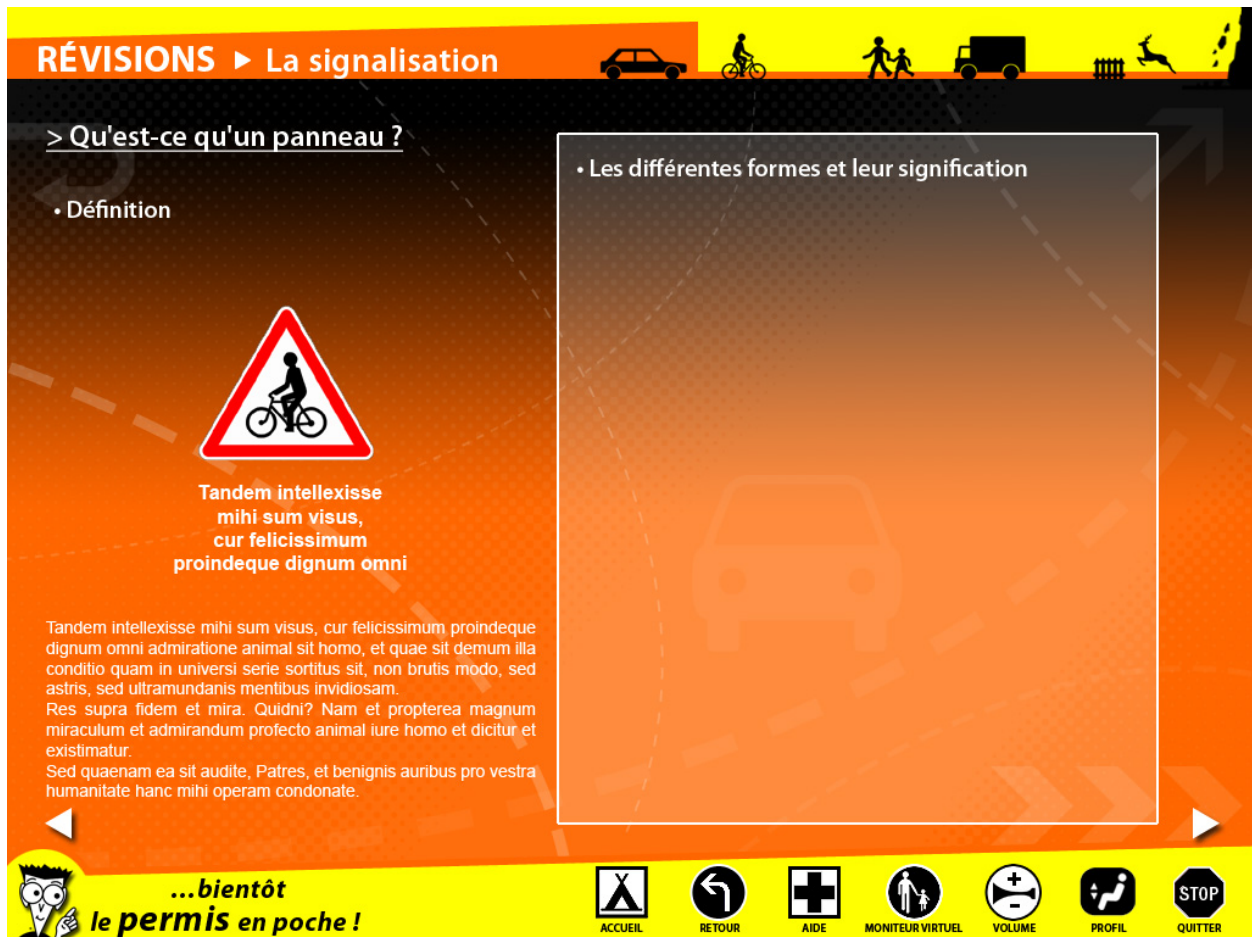 RÉVISIONS ► La signalisation
> Qu'est-ce qu'un panneau ?
• Définition
Tandem intellexisse
mihi sum visus,
cur felicissimum
proindeque dignum omni
Tandem intellexisse mihi sum visus, cur felicissimum proindeque
dignum omni admiratione animal sit homo, et quae sit demum illa
conditio quam in universi serie sortitus sit, non brutis modo, sed
astris, sed ultramundanis mentibus invidiosam.
Res supra fidem et mira. Quidni? Nam et propterea magnum
miraculum et admirandum profecto animal iure homo et dicitur et
existimatur.
Sed quaenam ea sit audite, Patres, et benignis auribus pro vestra
humanitate hanc mihi operam condonate.
• Les différentes formes et leur signification
...bientôt
le permis en poche !
ACCUEIL
RETOUR
AIDE
MONITEUR VIRTUEL
VOLUME
PROFIL
STOP
QUITTER